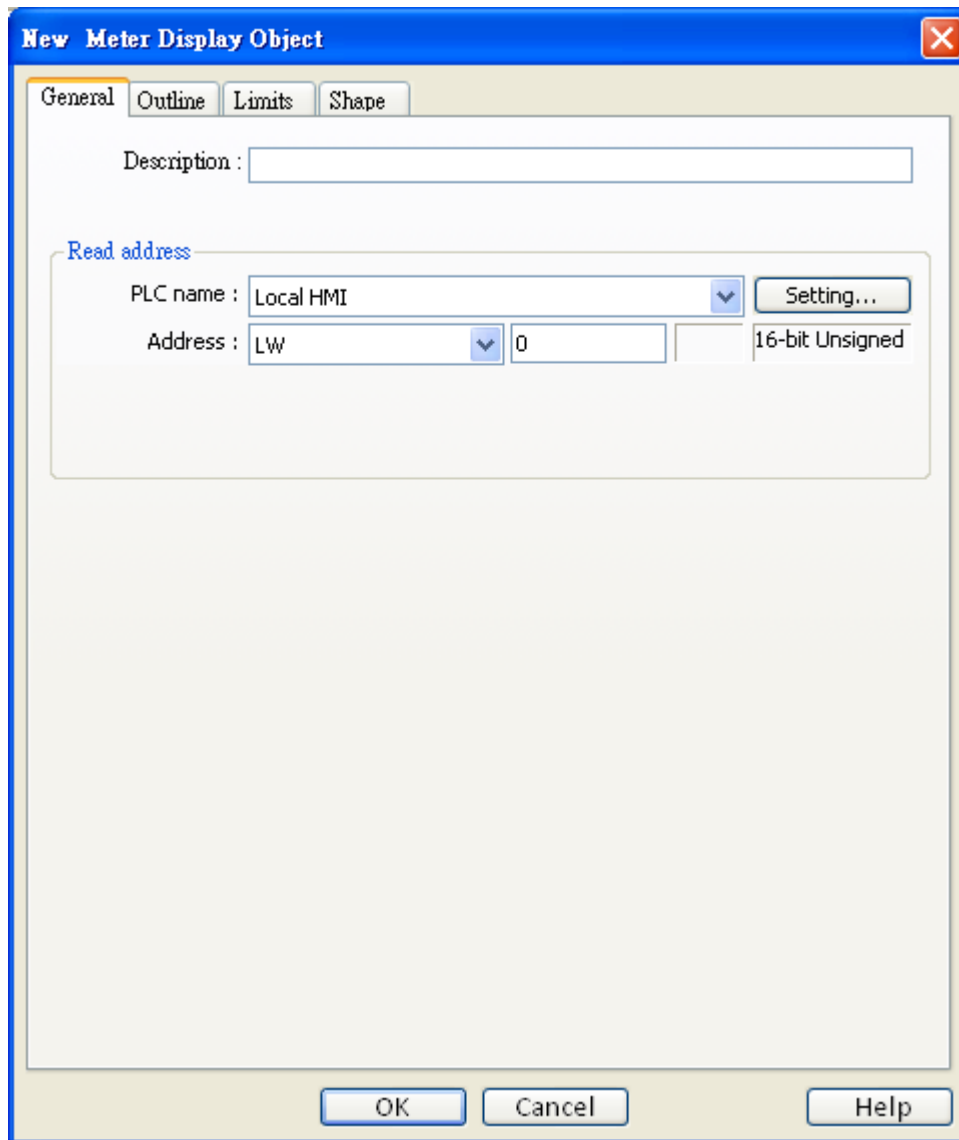 New Meter Display Object
General Outline Limits Shape
Description :
Read address
PLC name : Local HMI Setting...
Address : LW 0 16-bit Unsigned
OK Cancel Help